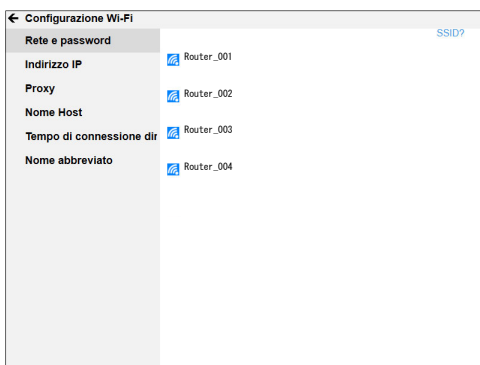 Configurazione Wi-Fi
SSID?
Rete e password
Indirizzo IP
Proxy
Nome Host
Tempo di connessione dir
Nome abbreviato
Router_001
Router_002
Router_003
Router_004